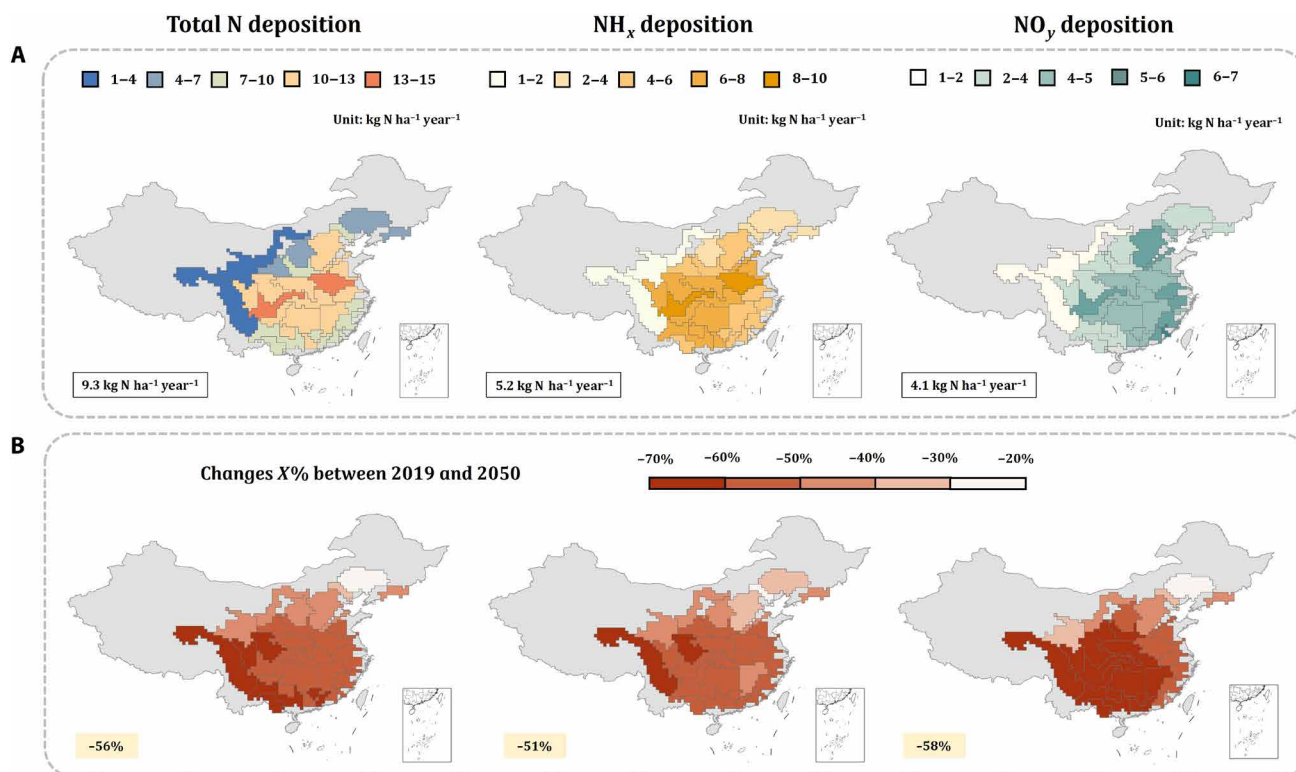 Total N deposition
NHₓ deposition
NOᵧ deposition
A
1–4 4–7 7–10 10–13 13–15
1–2 2–4 4–6 6–8 8–10
1–2 2–4 4–5 5–6 6–7
Unit: kg N ha⁻¹ year⁻¹
Unit: kg N ha⁻¹ year⁻¹
Unit: kg N ha⁻¹ year⁻¹
9.3 kg N ha⁻¹ year⁻¹
5.2 kg N ha⁻¹ year⁻¹
4.1 kg N ha⁻¹ year⁻¹
B
Changes X% between 2019 and 2050
−70% −60% −50% −40% −30% −20%
−56%
−51%
−58%